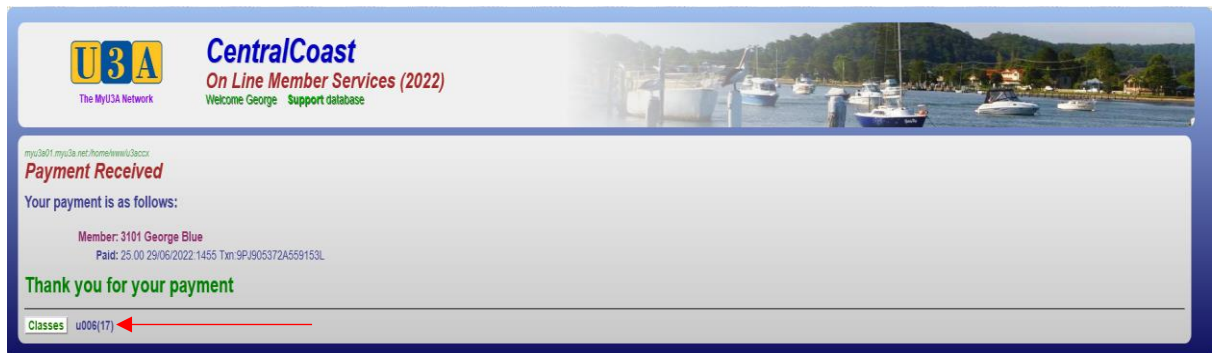 U3A
The MyU3A Network
CentralCoast
On Line Member Services (2022)
Welcome George Support database
myu3a01.myu3a.net:/home/www/u3accx
Payment Received
Your payment is as follows:
Member: 3101 George Blue
Paid: 25.00 29/06/2022:1455 Txn:9PJ905372A559153L
Thank you for your payment
Classes u006(17)